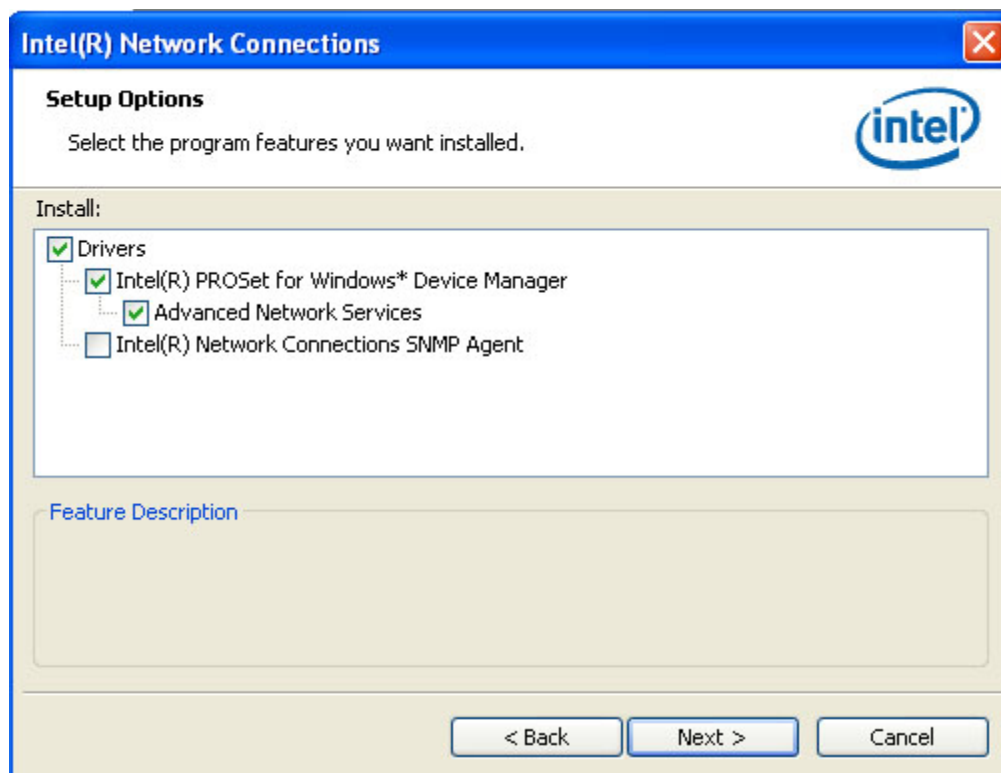 Intel(R) Network Connections
Setup Options
Select the program features you want installed.
intel
Install:
Drivers
Intel(R) PROSet for Windows* Device Manager
Advanced Network Services
Intel(R) Network Connections SNMP Agent
Feature Description
< Back Next > Cancel